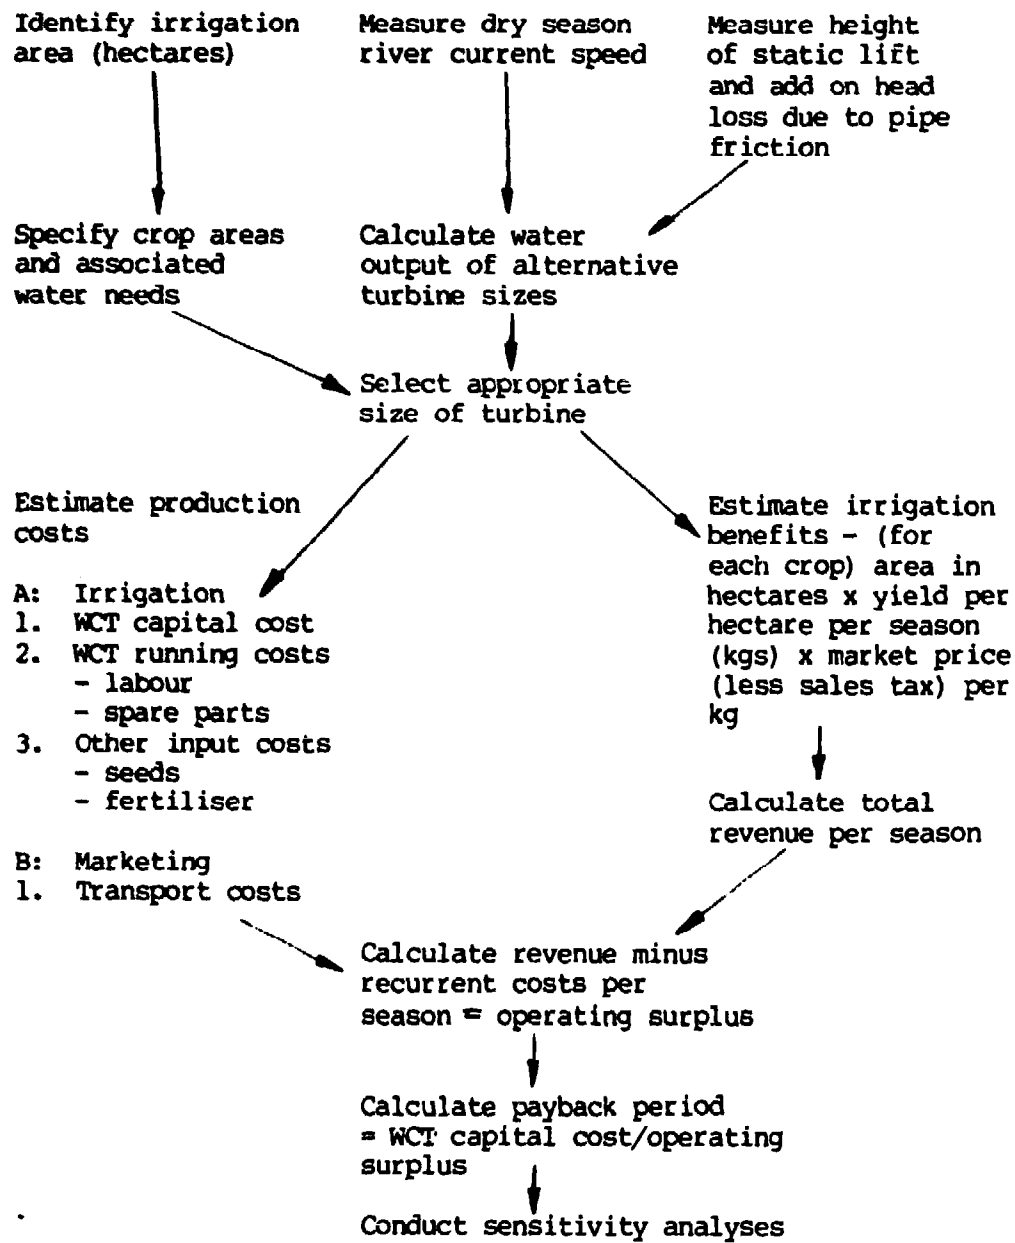 Identify irrigation
area (hectares)
Measure dry season
river current speed
Measure height
of static lift
and add on head
loss due to pipe
friction
Specify crop areas
and associated
water needs
Calculate water
output of alternative
turbine sizes
Select appropriate
size of turbine
Estimate production
costs
A: Irrigation
1. WCT capital cost
2. WCT running costs
- labour
- spare parts
3. Other input costs
- seeds
- fertiliser
B: Marketing
1. Transport costs
Estimate irrigation
benefits - (for
each crop) area in
hectares x yield per
hectare per season
(kgs) x market price
(less sales tax) per
kg
Calculate total
revenue per season
Calculate revenue minus
recurrent costs per
season = operating surplus
Calculate payback period
= WCT capital cost/operating
surplus
Conduct sensitivity analyses